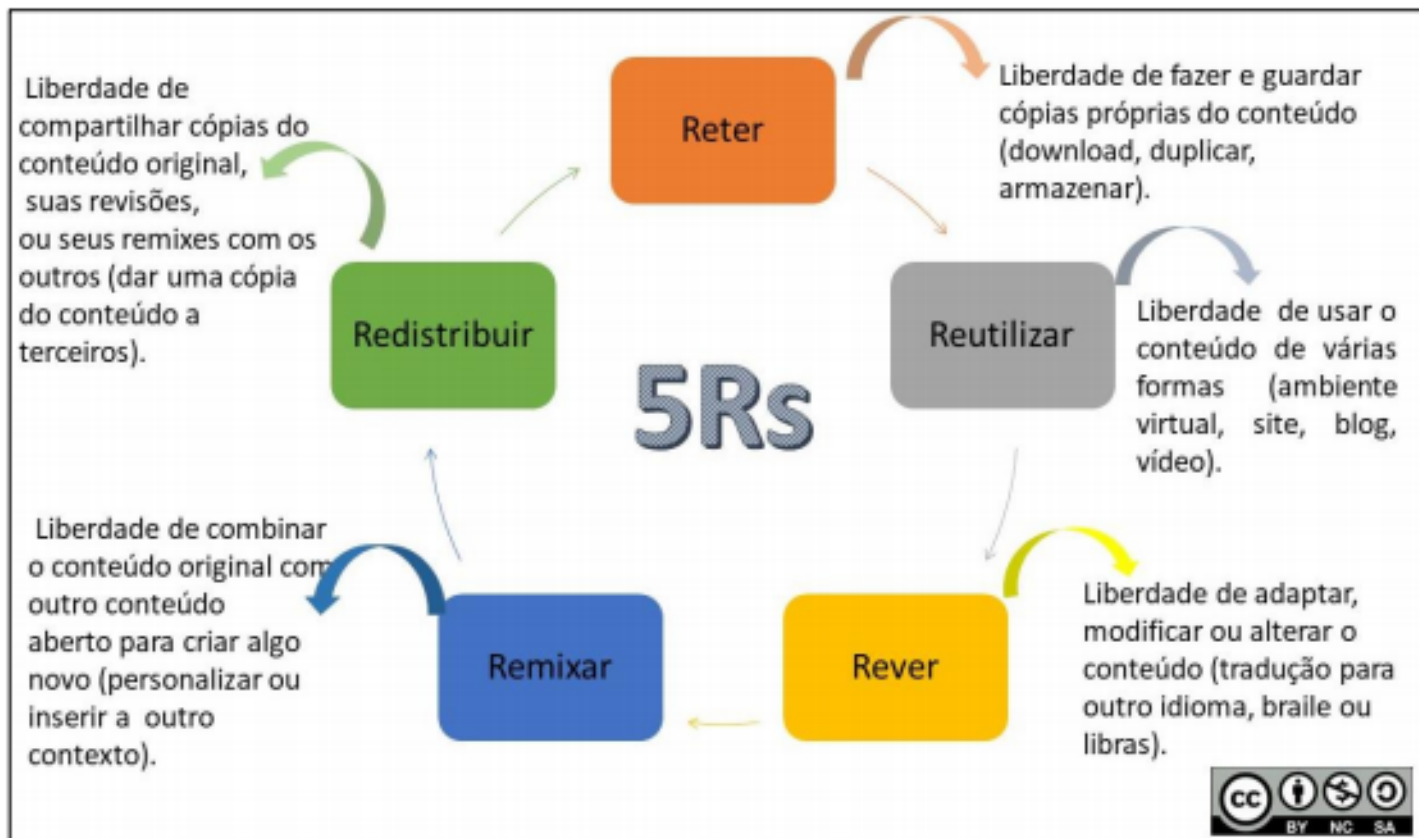 Reter
Liberdade de fazer e guardar
cópias próprias do conteúdo
(download, duplicar,
armazenar).
Reutilizar
Liberdade de usar o
conteúdo de várias
formas (ambiente
virtual, site, blog,
vídeo).
Rever
Liberdade de adaptar,
modificar ou alterar o
conteúdo (tradução para
outro idioma, braile ou
libras).
Remixar
Liberdade de combinar
o conteúdo original com
outro conteúdo
aberto para criar algo
novo (personalizar ou
inserir a outro
contexto).
Redistribuir
Liberdade de
compartilhar cópias do
conteúdo original,
suas revisões,
ou seus remixes com os
outros (dar uma cópia
do conteúdo a
terceiros).
5Rs
cc
BY NC SA